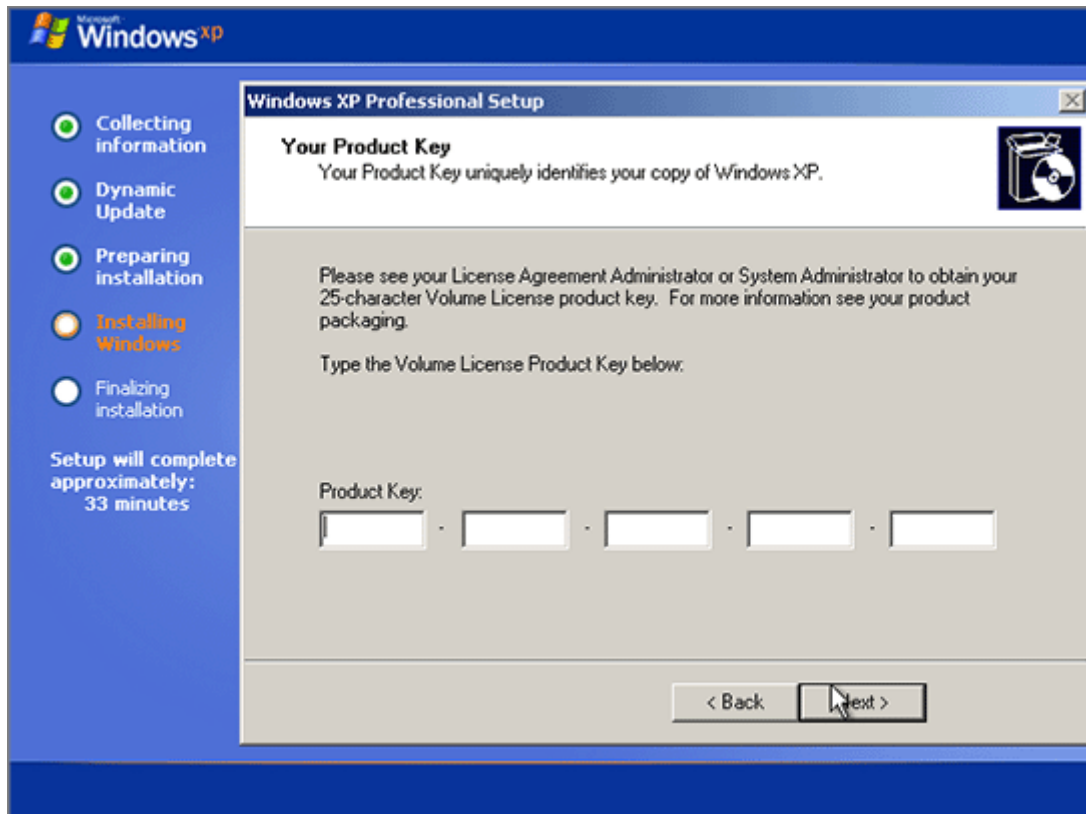 Microsoft
Windows xp
Collecting
information
Dynamic
Update
Preparing
installation
Installing
Windows
Finalizing
installation
Setup will complete
approximately:
33 minutes
Windows XP Professional Setup
Your Product Key
Your Product Key uniquely identifies your copy of Windows XP.
Please see your License Agreement Administrator or System Administrator to obtain your
25-character Volume License product key. For more information see your product
packaging.
Type the Volume License Product Key below:
Product Key:
- - - -
< Back
Next >